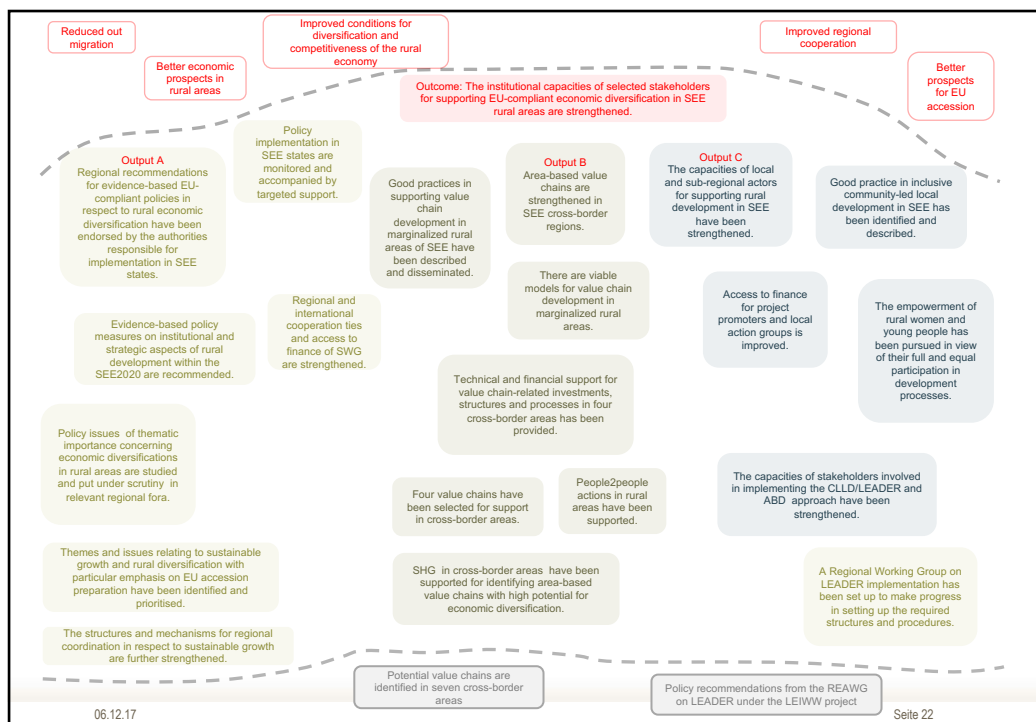 Reduced out
migration
Better economic
prospects in
rural areas
Improved conditions for
diversification and
competitiveness of the rural
economy
Improved regional
cooperation
Better
prospects
for EU
accession
Outcome: The institutional capacities of selected stakeholders
for supporting EU-compliant economic diversification in SEE
rural areas are strengthened.
Output A
Regional recommendations
for evidence-based EU-
compliant policies in
respect to rural economic
diversification have been
endorsed by the authorities
responsible for
implementation in SEE
states.
Policy
implementation in
SEE states are
monitored and
accompanied by
targeted support.
Good practices in
supporting value
chain
development in
marginalized rural
areas of SEE have
been described
and disseminated.
Output B
Area-based value
chains are
strengthened in
SEE cross-border
regions.
Output C
The capacities of local
and sub-regional actors
for supporting rural
development in SEE
have been
strengthened.
Good practice in inclusive
community-led local
development in SEE has
been identified and
described.
There are viable
models for value chain
development in
marginalized rural
areas.
Regional and
international
cooperation ties
and access to
finance of SWG
are strengthened.
Evidence-based policy
measures on institutional and
strategic aspects of rural
development within the
SEE2020 are recommended.
Access to finance
for project
promoters and local
action groups is
improved.
The empowerment of
rural women and
young people has
been pursued in view
of their full and equal
participation in
development
processes.
Technical and financial support for
value chain-related investments,
structures and processes in four
cross-border areas has been
provided.
Policy issues of thematic
importance concerning
economic diversifications
in rural areas are studied
and put under scrutiny in
relevant regional fora.
Four value chains have
been selected for support
in cross-border areas.
People2people
actions in rural
areas have been
supported.
The capacities of stakeholders involved
in implementing the CLLD/LEADER and
ABD approach have been
strengthened.
Themes and issues relating to sustainable
growth and rural diversification with
particular emphasis on EU accession
preparation have been identified and
prioritised.
SHG in cross-border areas have been
supported for identifying area-based
value chains with high potential for
economic diversification.
A Regional Working Group on
LEADER implementation has
been set up to make progress
in setting up the required
structures and procedures.
The structures and mechanisms for regional
coordination in respect to sustainable growth
are further strengthened.
Potential value chains are
identified in seven cross-border
areas
Policy recommendations from the REAWG
on LEADER under the LEIWW project
06.12.17
Seite 22